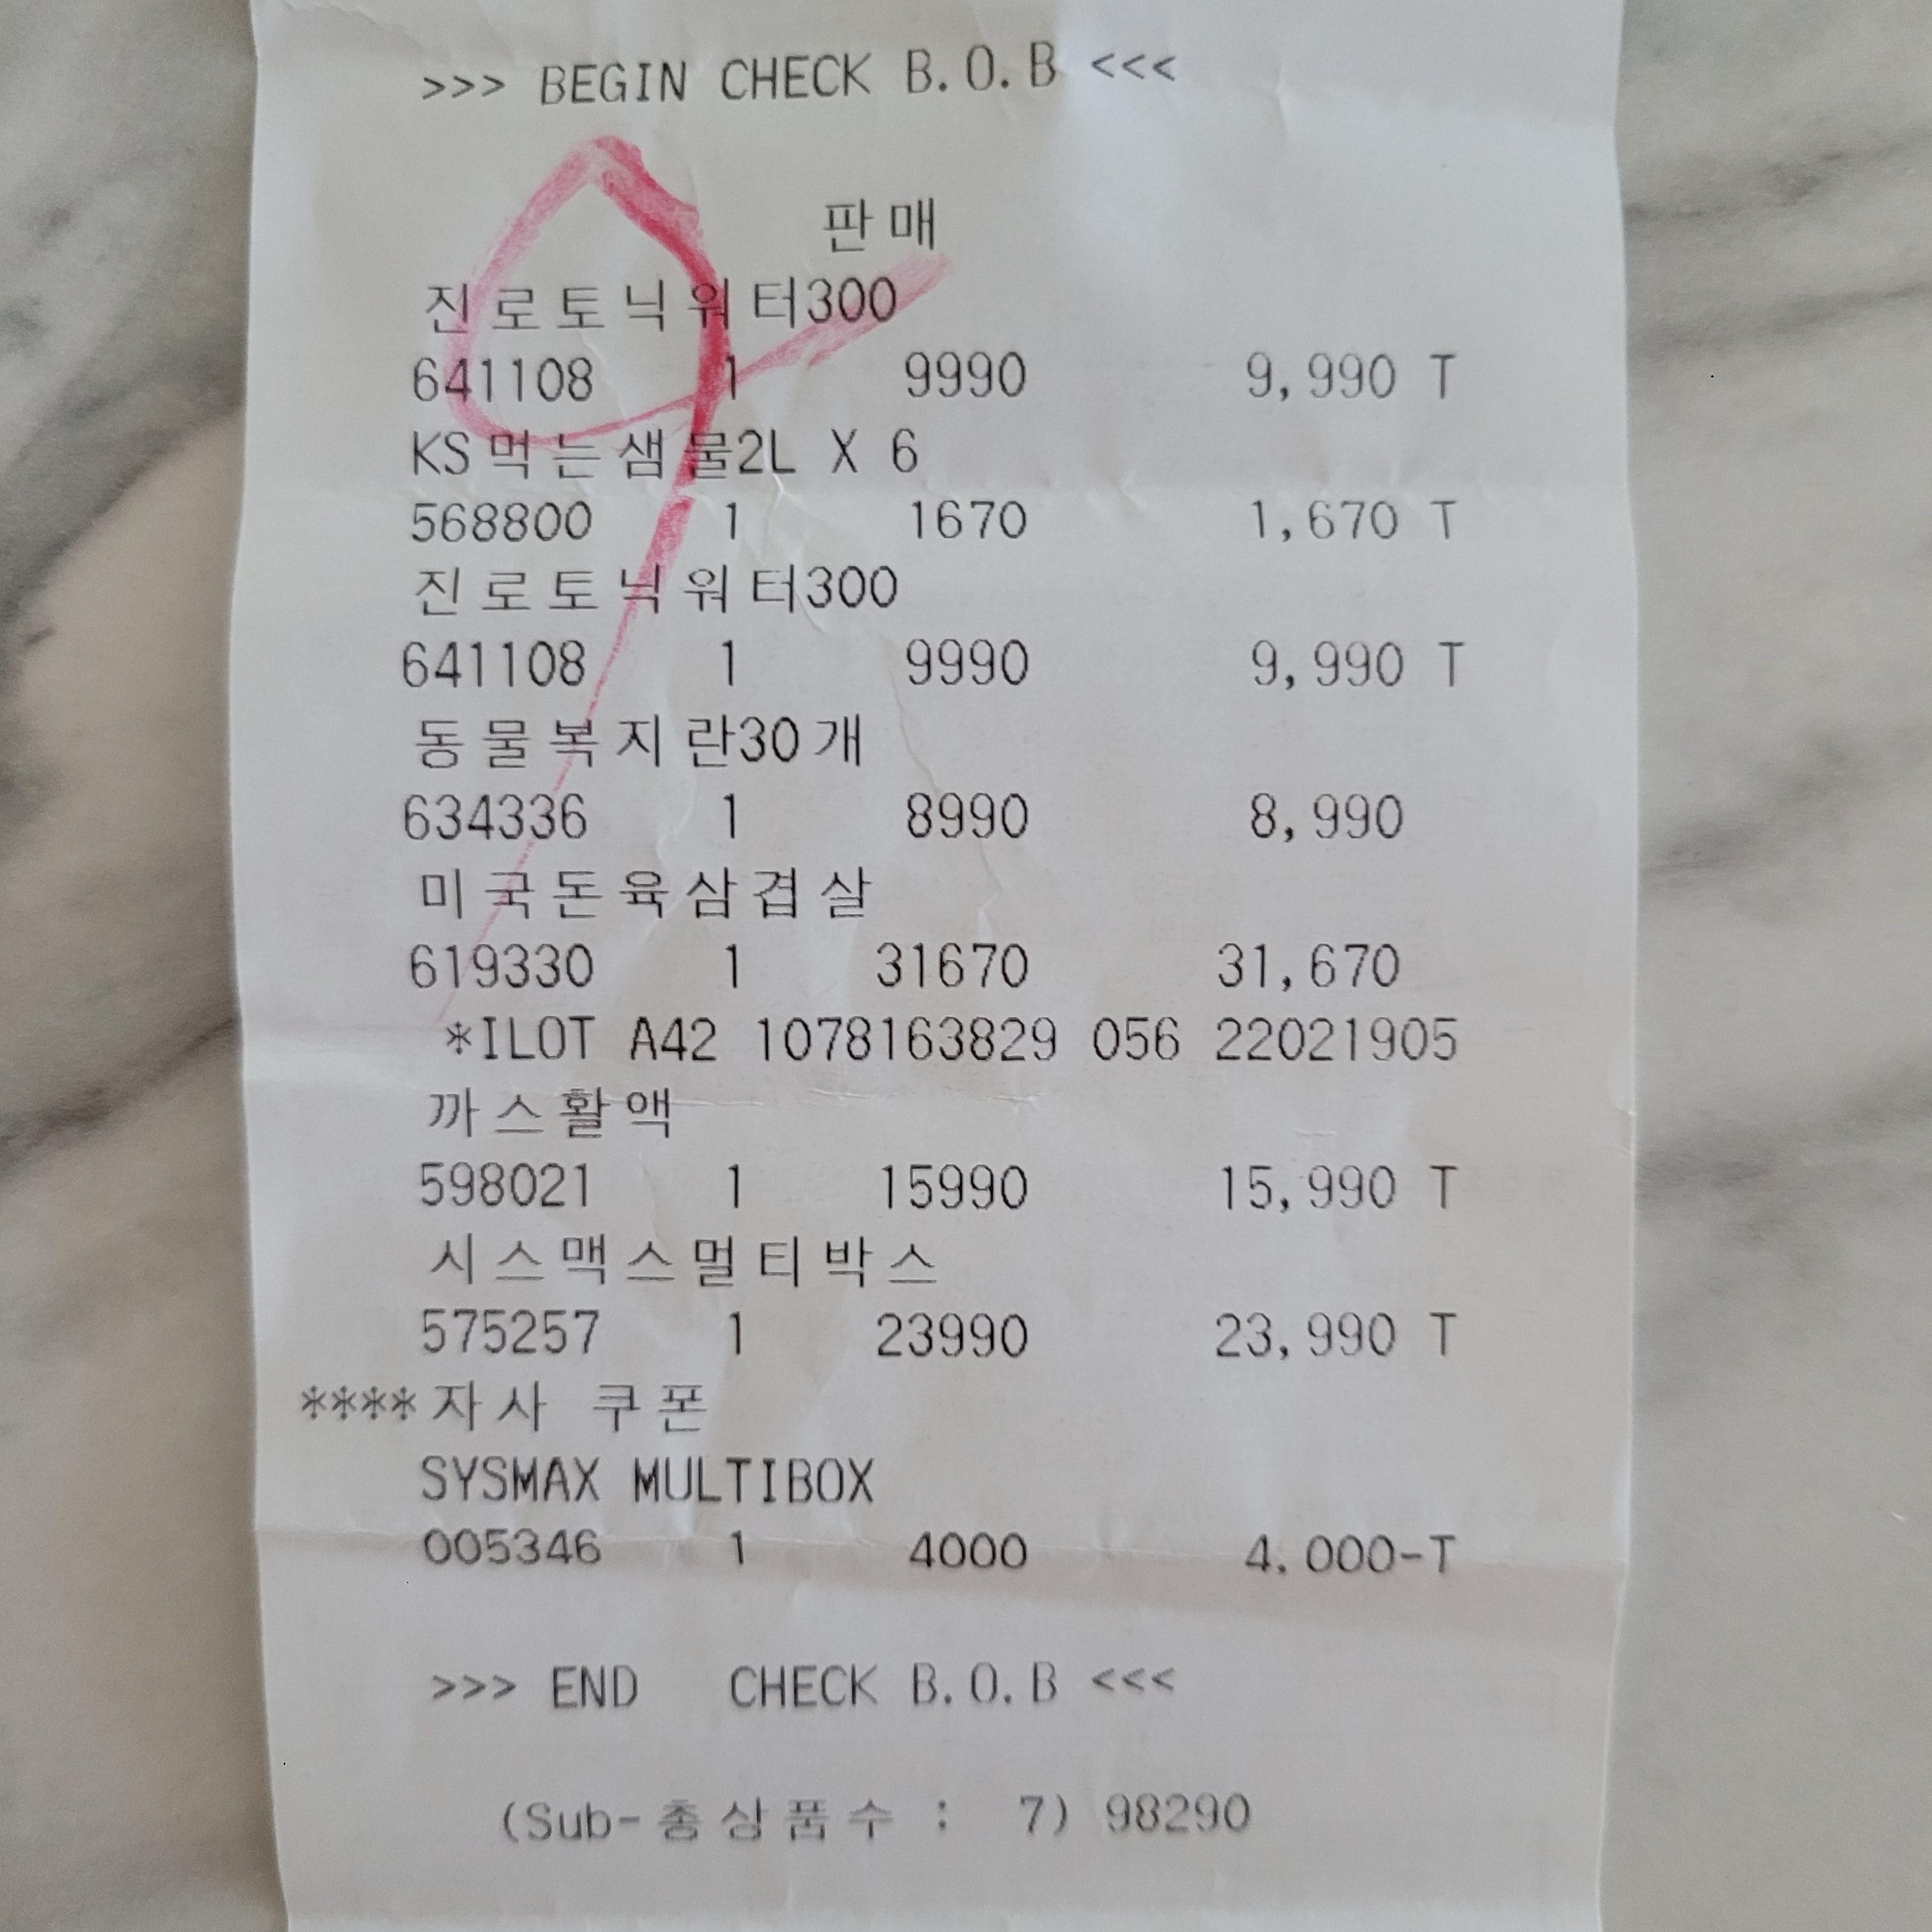 >>> BEGIN CHECK B.O.B <<<
판매
진로토닉워터300
641108 1 9990 9,990 T
KS먹는샘물2L X 6
568800 1 1670 1,670 T
진로토닉워터300
641108 1 9990 9,990 T
동물복지란30개
634336 1 8990 8,990
미국돈육삼겹살
619330 1 31670 31,670
*ILOT A42 1078163829 056 22021905
까스활액
598021 1 15990 15,990 T
시스맥스멀티박스
575257 1 23990 23,990 T
****자사 쿠폰
SYSMAX MULTIBOX
005346 1 4000 4,000-T
>>> END CHECK B.O.B <<<
(Sub-총상품수 : 7) 98290